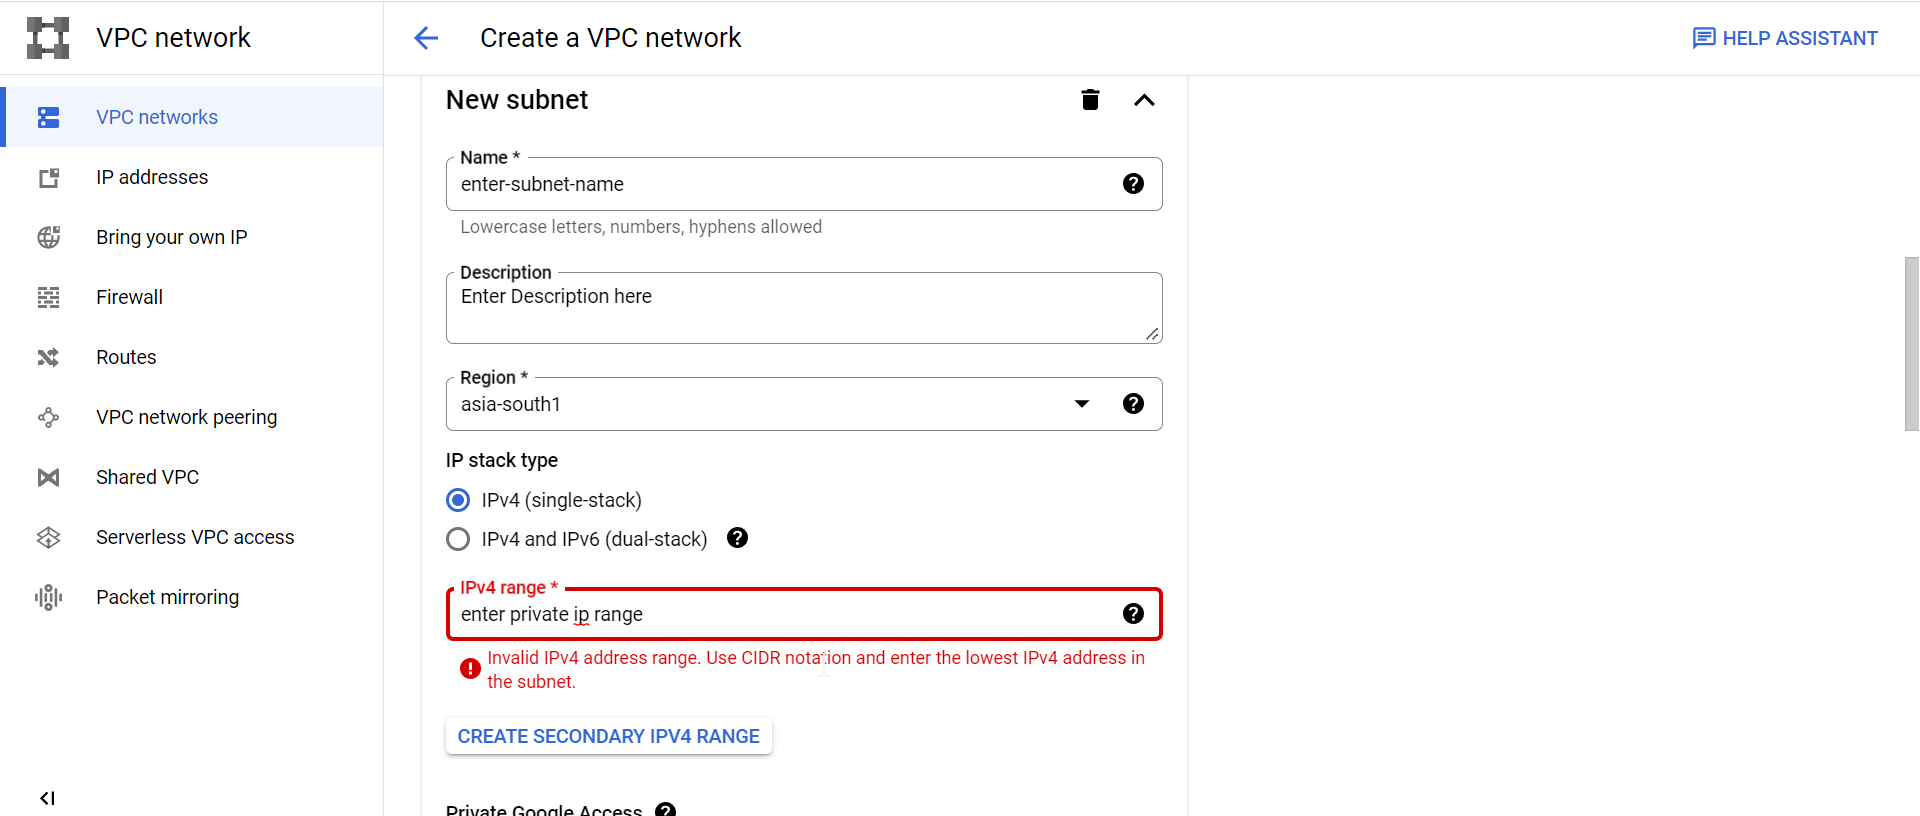 VPC network
Create a VPC network
HELP ASSISTANT
VPC networks
IP addresses
Bring your own IP
Firewall
Routes
VPC network peering
Shared VPC
Serverless VPC access
Packet mirroring
New subnet
Name *
enter-subnet-name
Lowercase letters, numbers, hyphens allowed
Description
Enter Description here
Region *
asia-south1
IP stack type
IPv4 (single-stack)
IPv4 and IPv6 (dual-stack)
IPv4 range *
enter private ip range
Invalid IPv4 address range. Use CIDR notation and enter the lowest IPv4 address in
the subnet.
CREATE SECONDARY IPV4 RANGE
Private Google Access